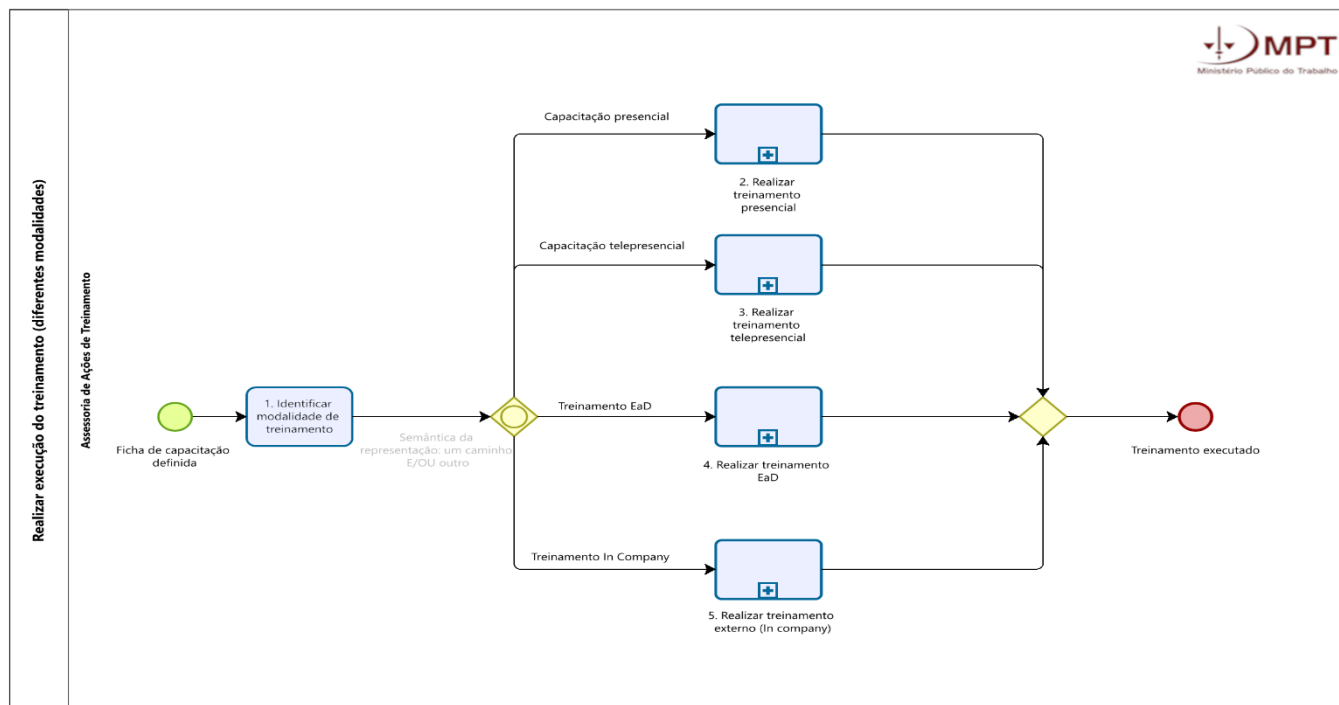 Realizar execução do treinamento (diferentes modalidades)
Assessoria de Ações de Treinamento
MPT
Ministério Público do Trabalho
Capacitação presencial
2. Realizar
treinamento
presencial
Capacitação telepresencial
3. Realizar
treinamento
telepresencial
Ficha de capacitação
definida
1. Identificar
modalidade de
treinamento
Semântica da
representação: um caminho
E/OU outro
Treinamento EaD
4. Realizar treinamento
EaD
Treinamento executado
Treinamento In Company
5. Realizar treinamento
externo (In company)